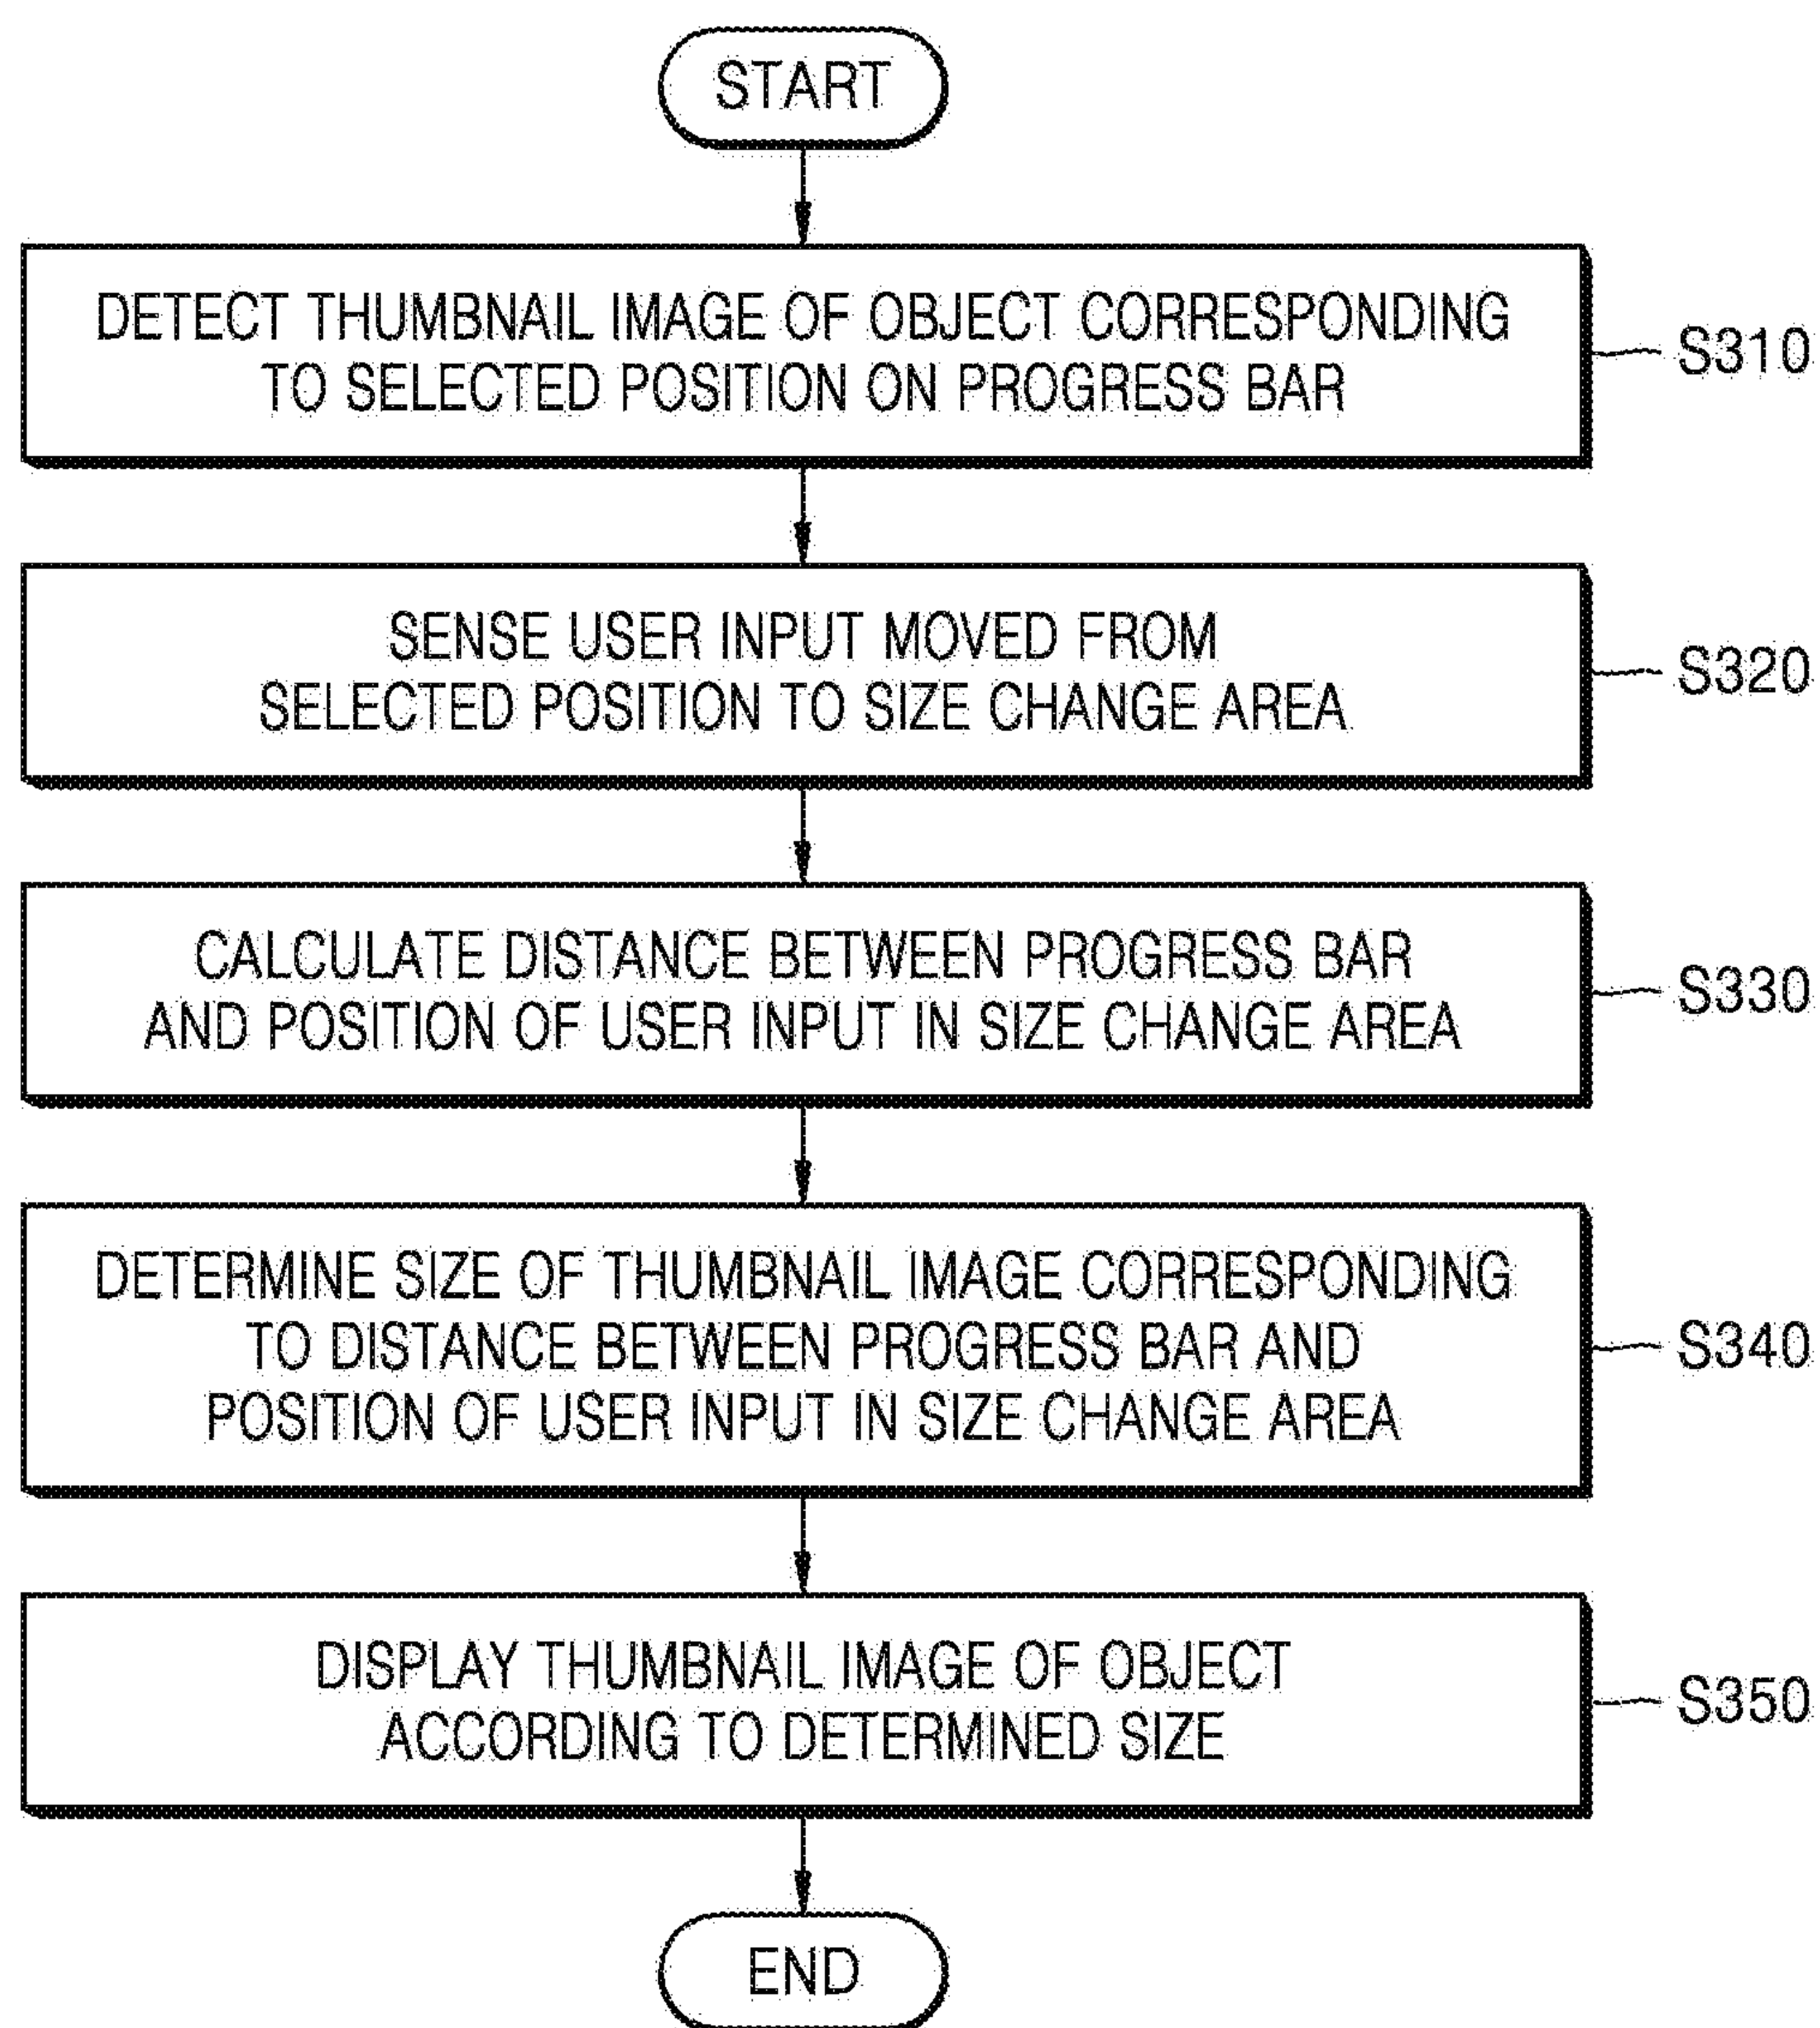 START
DETECT THUMBNAIL IMAGE OF OBJECT CORRESPONDING
TO SELECTED POSITION ON PROGRESS BAR
S310
SENSE USER INPUT MOVED FROM
SELECTED POSITION TO SIZE CHANGE AREA
S320
CALCULATE DISTANCE BETWEEN PROGRESS BAR
AND POSITION OF USER INPUT IN SIZE CHANGE AREA
S330
DETERMINE SIZE OF THUMBNAIL IMAGE CORRESPONDING
TO DISTANCE BETWEEN PROGRESS BAR AND
POSITION OF USER INPUT IN SIZE CHANGE AREA
S340
DISPLAY THUMBNAIL IMAGE OF OBJECT
ACCORDING TO DETERMINED SIZE
S350
END